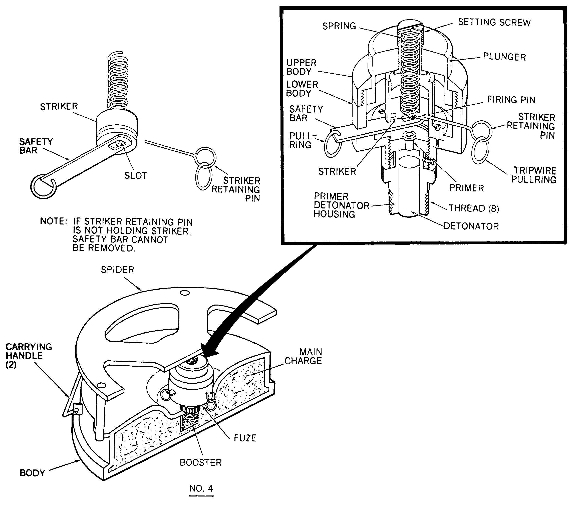 STRIKER
SAFETY
BAR
SLOT
STRIKER
RETAINING
PIN
NOTE: IF STRIKER RETAINING PIN
IS NOT HOLDING STRIKER,
SAFETY BAR CANNOT
BE REMOVED.
SPRING
SETTING SCREW
UPPER
BODY
PLUNGER
LOWER
BODY
FIRING PIN
SAFETY
BAR
STRIKER
RETAINING
PIN
PULL
RING
STRIKER
TRIPWIRE
PULLRING
PRIMER
PRIMER
DETONATOR
HOUSING
THREAD (8)
DETONATOR
SPIDER
CARRYING
HANDLE
(2)
MAIN
CHARGE
FUZE
BOOSTER
BODY
NO. 4